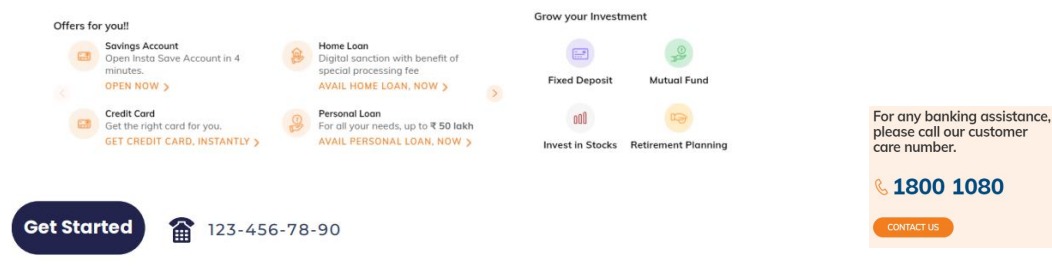 Offers for you!!
Savings Account
Open Insta Save Account in 4
minutes.
OPEN NOW >
Home Loan
Digital sanction with benefit of
special processing fee
AVAIL HOME LOAN, NOW >
Credit Card
Get the right card for you.
GET CREDIT CARD, INSTANTLY >
Personal Loan
For all your needs, up to ₹ 50 lakh
AVAIL PERSONAL LOAN, NOW >
Grow your Investment
Fixed Deposit
Mutual Fund
Invest in Stocks
Retirement Planning
For any banking assistance,
please call our customer
care number.
1800 1080
CONTACT US
Get Started
123-456-78-90